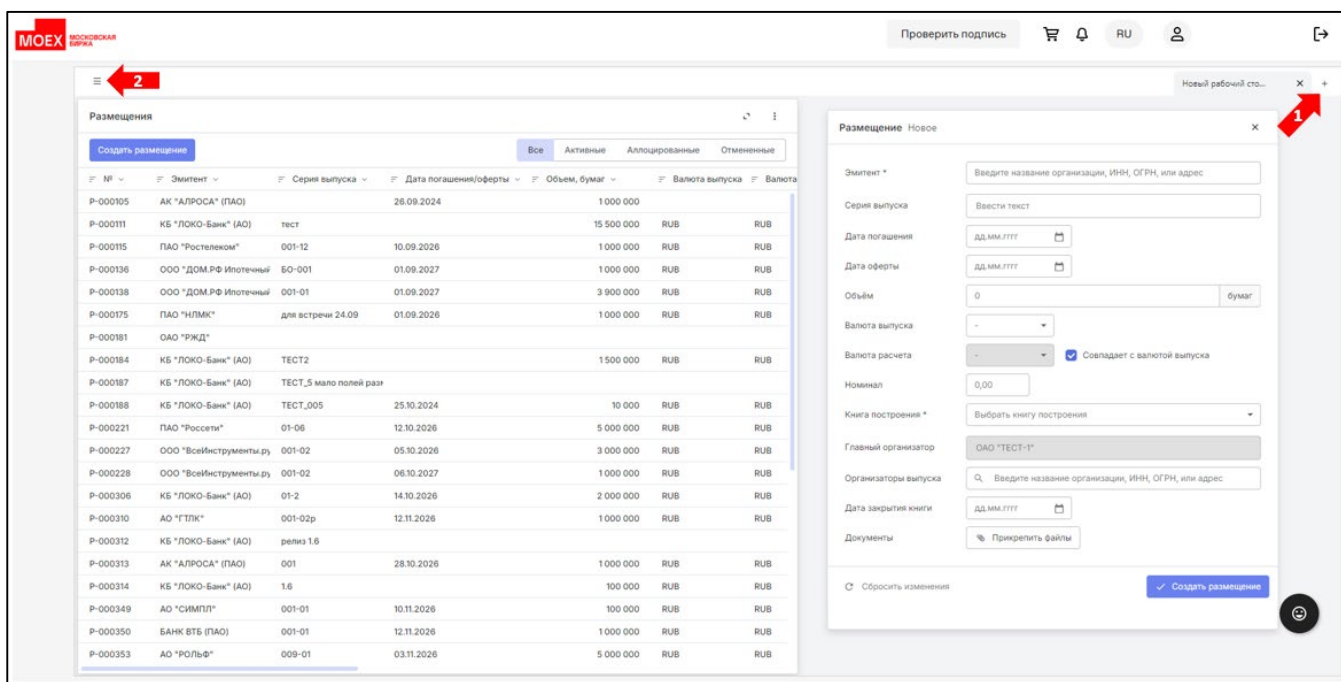 MOEX МОСКОВСКАЯ БИРЖА
Проверить подпись RU
2
Новый рабочий сто...
1
Размещения
Создать размещение Все Активные Аллоцированные Отмененные
№ Эмитент Серия выпуска Дата погашения/оферты Объем, бумаг Валюта выпуска Валюта
P-000105 АК "АЛРОСА" (ПАО) 26.09.2024 1 000 000
P-000111 КБ "ЛОКО-Банк" (АО) тест 15 500 000 RUB RUB
P-000115 ПАО "Ростелеком" 001-12 10.09.2026 1 000 000 RUB RUB
P-000136 ООО "ДОМ.РФ Ипотечный БО-001 01.09.2027 1 000 000 RUB RUB
P-000138 ООО "ДОМ.РФ Ипотечный 001-01 01.09.2027 3 900 000 RUB RUB
P-000175 ПАО "НЛМК" для встречи 24.09 01.09.2026 1 000 000 RUB RUB
P-000181 ОАО "РЖД"
P-000184 КБ "ЛОКО-Банк" (АО) ТЕСТ2 1 500 000 RUB RUB
P-000187 КБ "ЛОКО-Банк" (АО) ТЕСТ_5 мало полей раз
P-000188 КБ "ЛОКО-Банк" (АО) ТЕСТ_005 25.10.2024 10 000 RUB RUB
P-000221 ПАО "Россети" 01-06 12.10.2026 5 000 000 RUB RUB
P-000227 ООО "ВсеИнструменты.ру 001-02 05.10.2026 3 000 000 RUB RUB
P-000228 ООО "ВсеИнструменты.ру 001-02 06.10.2027 1 000 000 RUB RUB
P-000306 КБ "ЛОКО-Банк" (АО) 01-2 14.10.2026 2 000 000 RUB RUB
P-000310 АО "ГТЛК" 001-02р 12.11.2026 1 000 000 RUB RUB
P-000312 КБ "ЛОКО-Банк" (АО) релиз 1.6
P-000313 АК "АЛРОСА" (ПАО) 001 28.10.2026 1 000 000 RUB RUB
P-000314 КБ "ЛОКО-Банк" (АО) 1.6 100 000 RUB RUB
P-000349 АО "СИМПЛ" 001-01 10.11.2026 100 000 RUB RUB
P-000350 БАНК ВТБ (ПАО) 001-01 12.11.2026 1 000 000 RUB RUB
P-000353 АО "РОЛЬФ" 009-01 03.11.2026 5 000 000 RUB RUB
Размещение Новое
Эмитент * Введите название организации, ИНН, ОГРН, или адрес
Серия выпуска Ввести текст
Дата погашения дд.мм.гггг
Дата оферты дд.мм.гггг
Объём 0 бумаг
Валюта выпуска -
Валюта расчета - Совпадает с валютой выпуска
Номинал 0,00
Книга построения * Выбрать книгу построения
Главный организатор ОАО "ТЕСТ-1"
Организаторы выпуска Введите название организации, ИНН, ОГРН, или адрес
Дата закрытия книги дд.мм.гггг
Документы Прикрепить файлы
Сбросить изменения Создать размещение